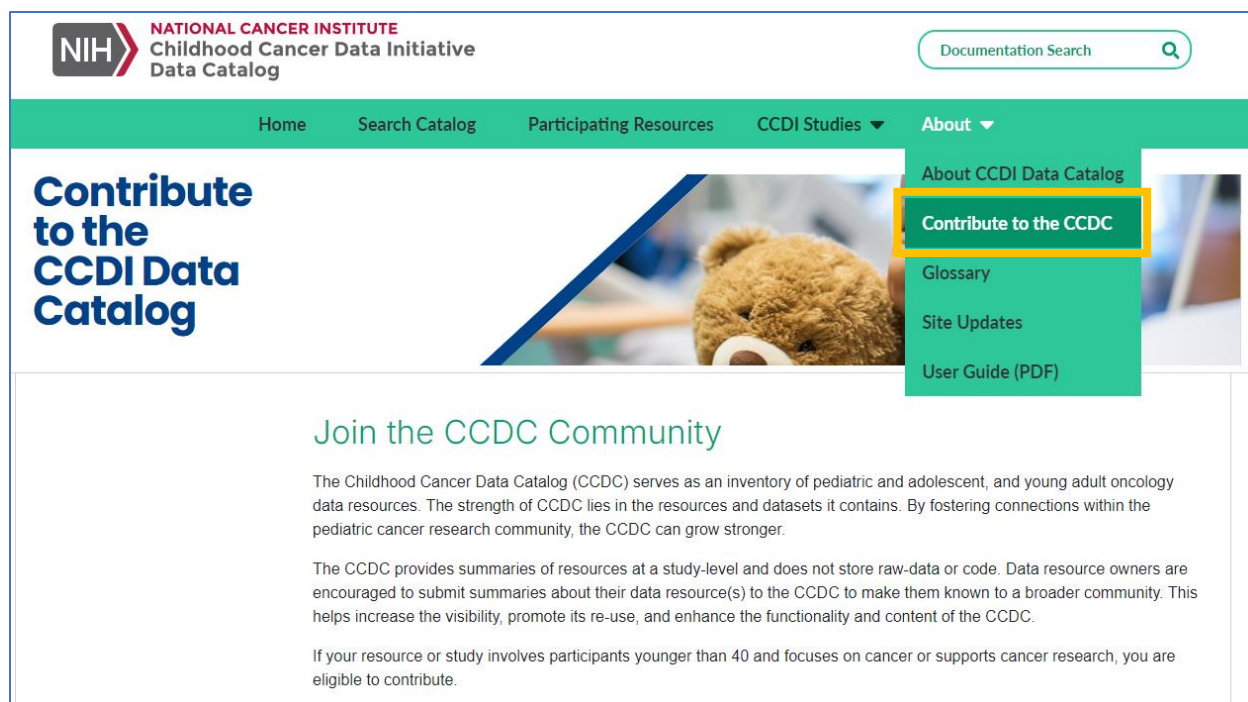 NIH
NATIONAL CANCER INSTITUTE
Childhood Cancer Data Initiative
Data Catalog
Documentation Search
Home Search Catalog Participating Resources CCDI Studies About
About CCDI Data Catalog
Contribute to the CCDC
Glossary
Site Updates
User Guide (PDF)
Contribute
to the
CCDI Data
Catalog
Join the CCDC Community
The Childhood Cancer Data Catalog (CCDC) serves as an inventory of pediatric and adolescent, and young adult oncology
data resources. The strength of CCDC lies in the resources and datasets it contains. By fostering connections within the
pediatric cancer research community, the CCDC can grow stronger.
The CCDC provides summaries of resources at a study-level and does not store raw-data or code. Data resource owners are
encouraged to submit summaries about their data resource(s) to the CCDC to make them known to a broader community. This
helps increase the visibility, promote its re-use, and enhance the functionality and content of the CCDC.
If your resource or study involves participants younger than 40 and focuses on cancer or supports cancer research, you are
eligible to contribute.